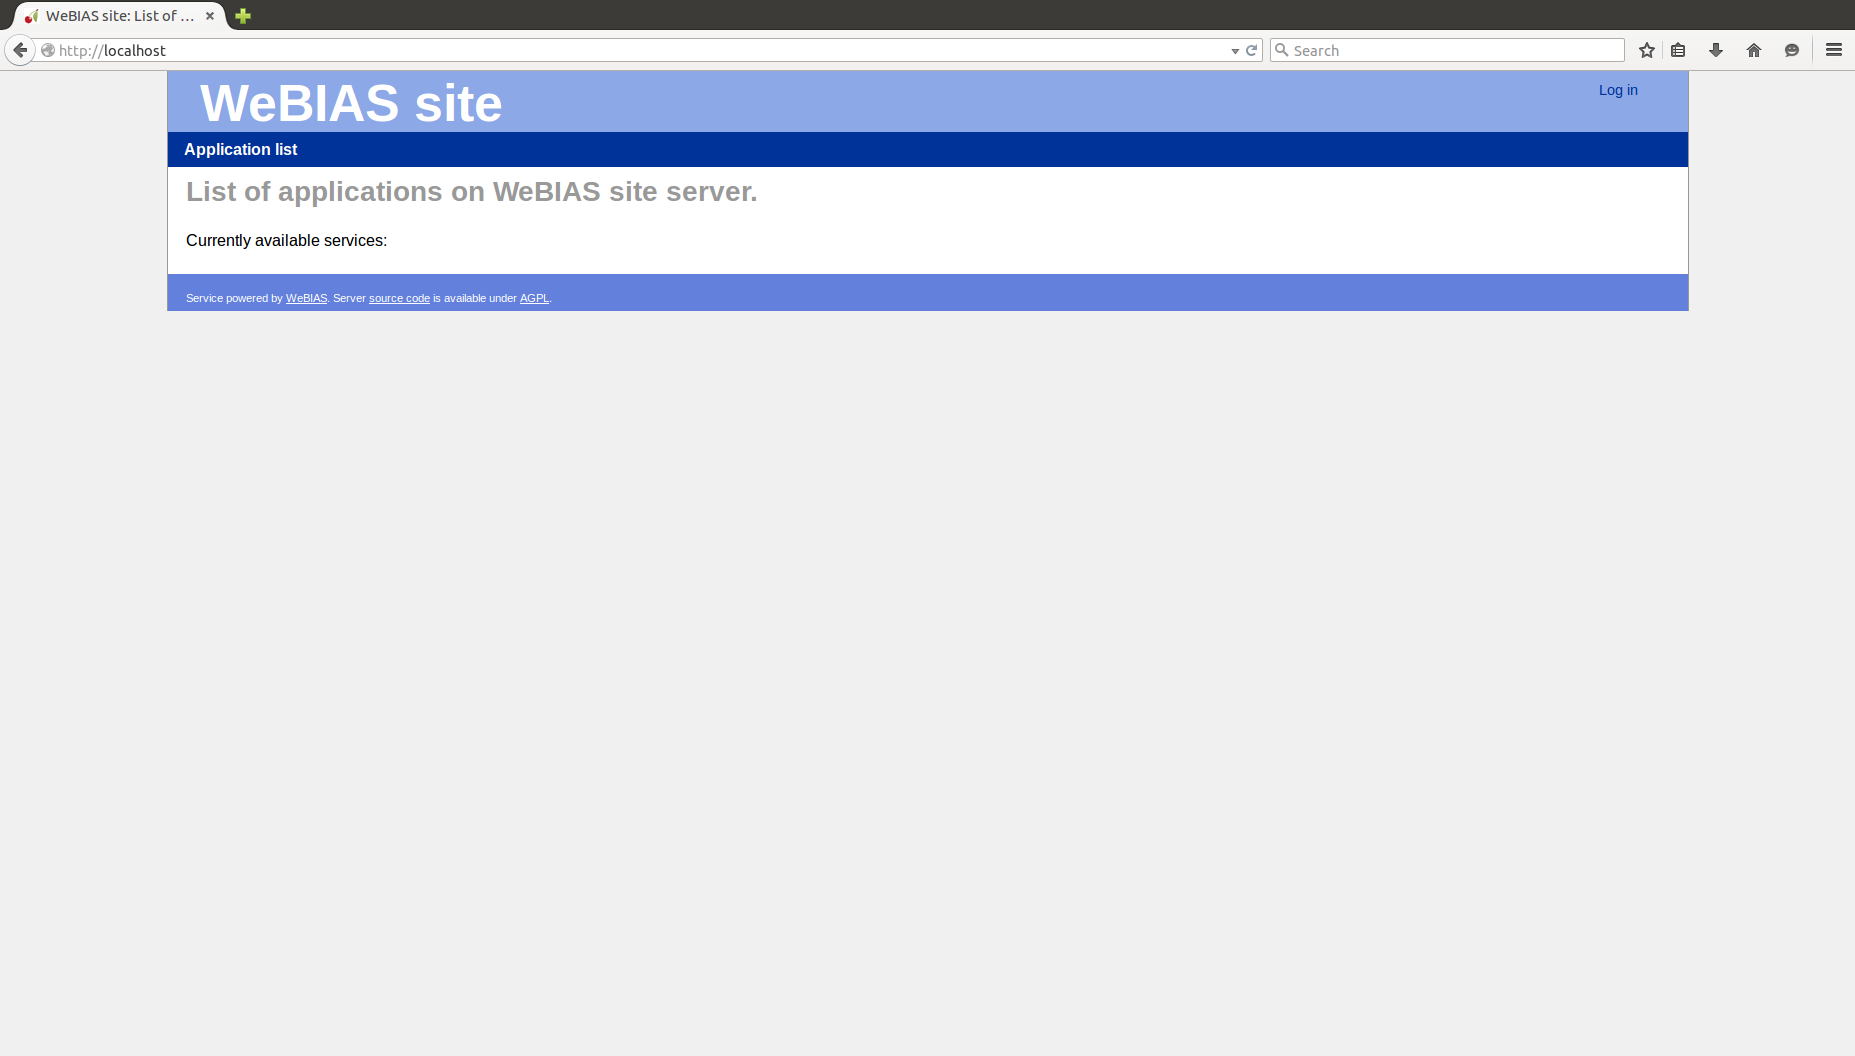 WeBIAS site: List of ...
http://localhost
Search
WeBIAS site
Log in
Application list
List of applications on WeBIAS site server.
Currently available services:
Service powered by WeBIAS. Server source code is available under AGPL.